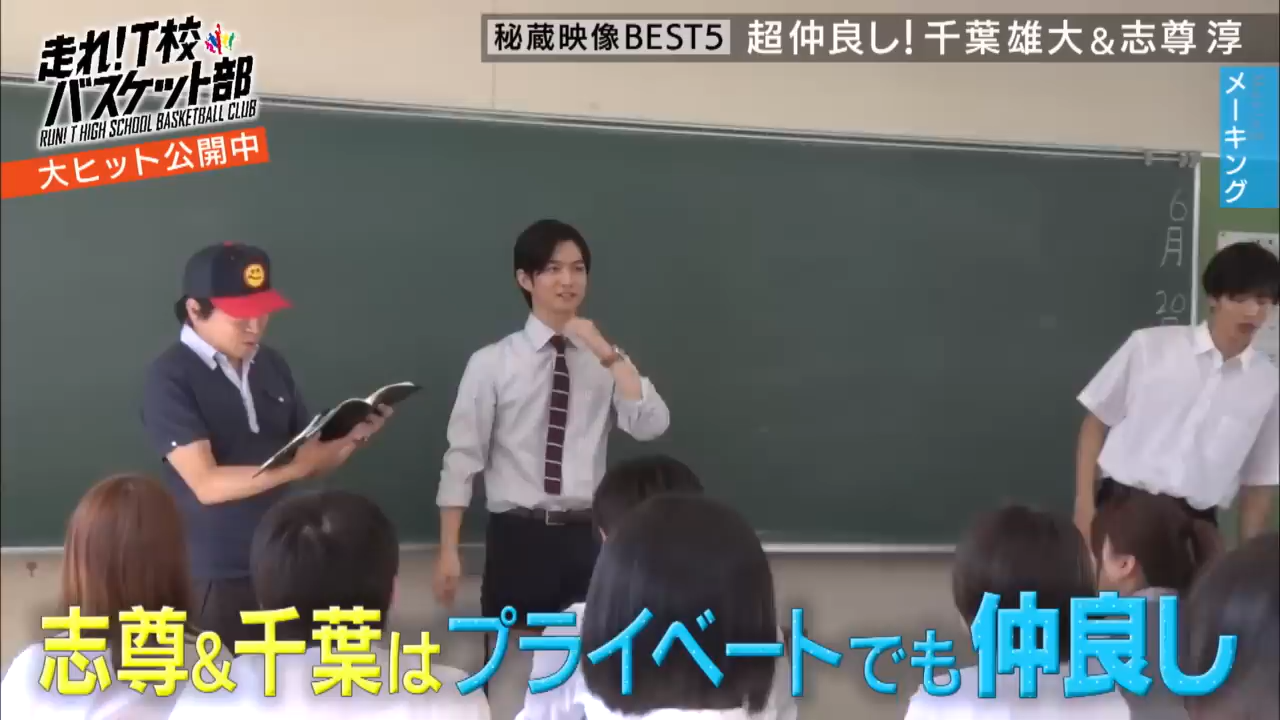 走れ!T校
バスケット部
RUN! T HIGH SCHOOL BASKETBALL CLUB
大ヒット公開中
秘蔵映像BEST5 超仲良し!千葉雄大&志尊淳
メーキング
6月
20日
志尊&千葉はプライベートでも仲良し